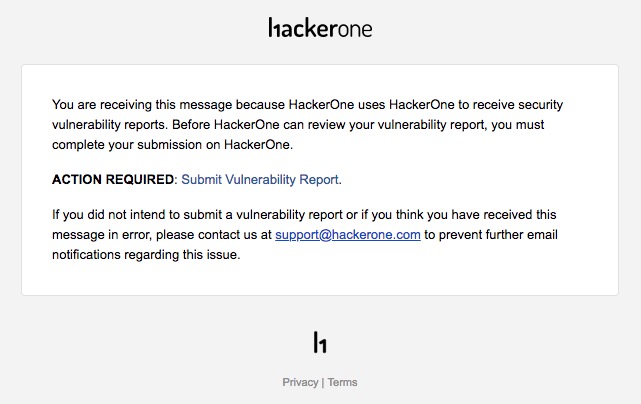 hackerone
You are receiving this message because HackerOne uses HackerOne to receive security
vulnerability reports. Before HackerOne can review your vulnerability report, you must
complete your submission on HackerOne.
ACTION REQUIRED: Submit Vulnerability Report.
If you did not intend to submit a vulnerability report or if you think you have received this
message in error, please contact us at support@hackerone.com to prevent further email
notifications regarding this issue.
h1
Privacy | Terms